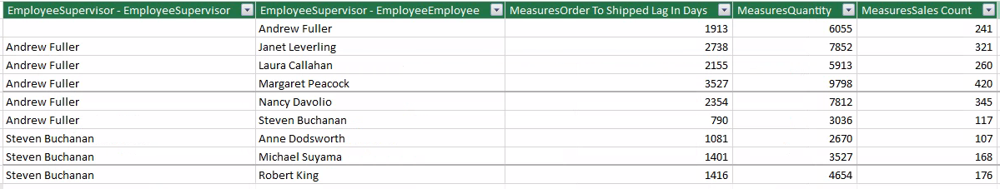 EmployeeSupervisor - EmployeeSupervisor EmployeeSupervisor - EmployeeEmployee MeasuresOrder To Shipped Lag In Days MeasuresQuantity MeasuresSales Count
Andrew Fuller 1913 6055 241
Andrew Fuller Janet Leverling 2738 7852 321
Andrew Fuller Laura Callahan 2155 5913 260
Andrew Fuller Margaret Peacock 3527 9798 420
Andrew Fuller Nancy Davolio 2354 7812 345
Andrew Fuller Steven Buchanan 790 3036 117
Steven Buchanan Anne Dodsworth 1081 2670 107
Steven Buchanan Michael Suyama 1401 3527 168
Steven Buchanan Robert King 1416 4654 176